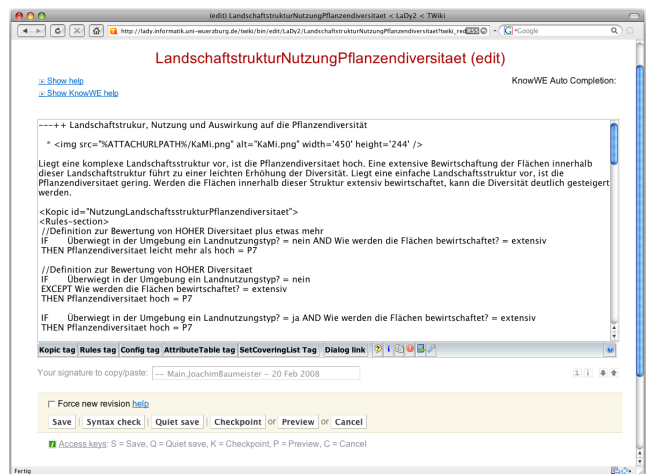 (edit) LandschaftstrukturNutzungPflanzendiversitaet < LaDy2 < TWiki
http://lady.informatik.uni-wuerzburg.de/twiki/bin/edit/LaDy2/LandschaftstrukturNutzungPflanzendiversitaet?twiki_red RSS Google
LandschaftstrukturNutzungPflanzendiversitaet (edit)
Show help
KnowWE Auto Completion:
Show KnowWE help
---++ Landschaftstrukur, Nutzung und Auswirkung auf die Pflanzendiversität
* <img src="%ATTACHURLPATH%/KaMi.png" alt="KaMi.png" width='450' height='244' />
Liegt eine komplexe Landschaftsstruktur vor, ist die Pflanzendiversitaet hoch. Eine extensive Bewirtschaftung der Flächen innerhalb
dieser Landschaftstruktur führt zu einer leichten Erhöhung der Diversität. Liegt eine einfache Landschaftsstruktur vor, ist die
Pflanzendiversitaet gering. Werden die Flächen innerhalb dieser Struktur extensiv bewirtschaftet, kann die Diversität deutlich gesteigert
werden.
<Kopic id="NutzungLandschaftsstrukturPflanzendiversitaet">
<Rules-section>
//Definition zur Bewertung von HOHER Diversitaet plus etwas mehr
IF Überwiegt in der Umgebung ein Landnutzungstyp? = nein AND Wie werden die Flächen bewirtschaftet? = extensiv
THEN Pflanzendiversitaet leicht mehr als hoch = P7
//Definition zur Bewertung von HOHER Diversitaet
IF Überwiegt in der Umgebung ein Landnutzungstyp? = nein
EXCEPT Wie werden die Flächen bewirtschaftet? = extensiv
THEN Pflanzendiversitaet hoch = P7
IF Überwiegt in der Umgebung ein Landnutzungstyp? = ja AND Wie werden die Flächen bewirtschaftet? = extensiv
THEN Pflanzendiversitaet hoch = P7
Kopic tag Rules tag Config tag AttributeTable tag SetCoveringList Tag Dialog link
Your signature to copy/paste: -- Main.JoachimBaumeister - 20 Feb 2008
Force new revision help
Save | Syntax check | Quiet save | Checkpoint or Preview or Cancel
Access keys: S = Save, Q = Quiet save, K = Checkpoint, P = Preview, C = Cancel
Fertig